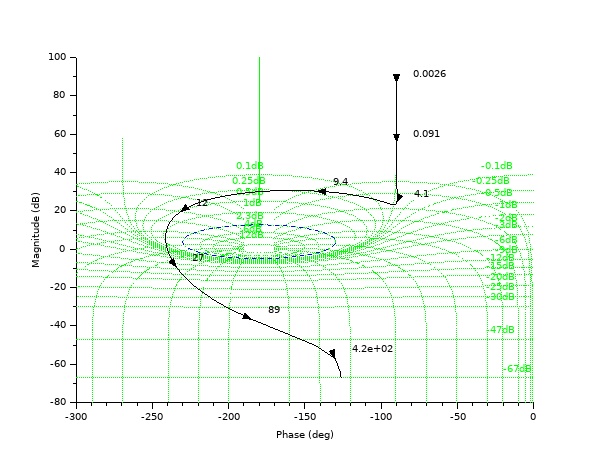 100
0.0026
80
60
0.091
40
0.1dB
-0.1dB
0.25dB
9.4
0.25dB
0.5dB
-0.5dB
4.1
12
1dB
-1dB
20
2.3dB
-3dB
-6dB
0
27
-12dB
-15dB
-20dB
-20
-25dB
-30dB
89
-40
-47dB
4.2e+02
-60
-67dB
-80
-300
-250
-200
-150
-100
-50
0
Magnitude (dB)
Phase (deg)